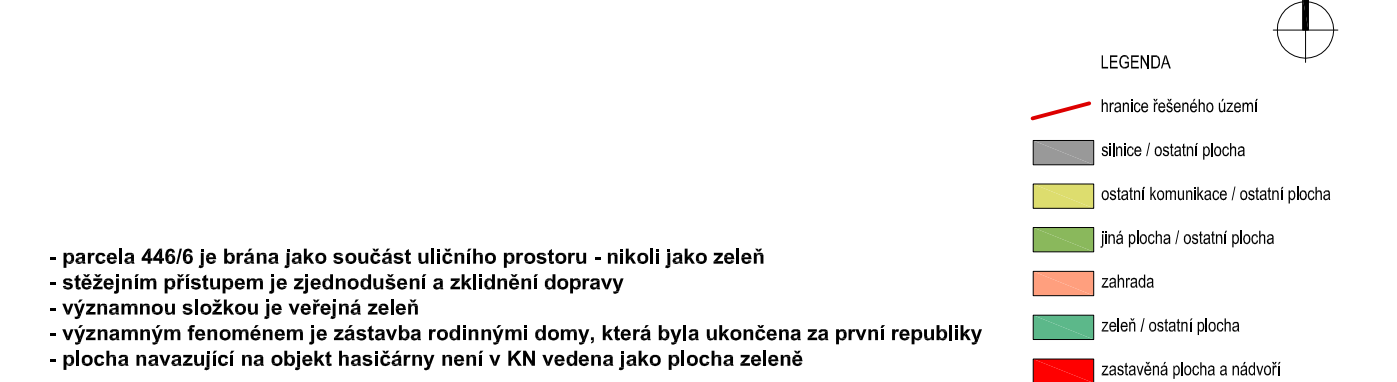 LEGENDA
hranice řešeného území
silnice / ostatní plocha
ostatní komunikace / ostatní plocha
jiná plocha / ostatní plocha
zahrada
zeleň / ostatní plocha
zastavěná plocha a nádvoří
- parcela 446/6 je brána jako součást uličního prostoru - nikoli jako zeleň
- stěžejním přístupem je zjednodušení a zklidnění dopravy
- významnou složkou je veřejná zeleň
- významným fenoménem je zástavba rodinnými domy, která byla ukončena za první republiky
- plocha navazující na objekt hasičárny není v KN vedena jako plocha zeleně